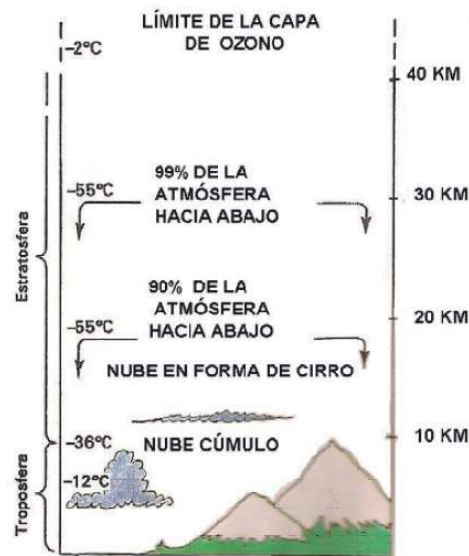 LÍMITE DE LA CAPA
DE OZONO
–2°C
40 KM
99% DE LA
ATMÓSFERA
HACIA ABAJO
–55°C
30 KM
Estratosfera
90% DE LA
ATMÓSFERA
HACIA ABAJO
–55°C
20 KM
NUBE EN FORMA DE CIRRO
–36°C
NUBE CÚMULO
10 KM
–12°C
Troposfera